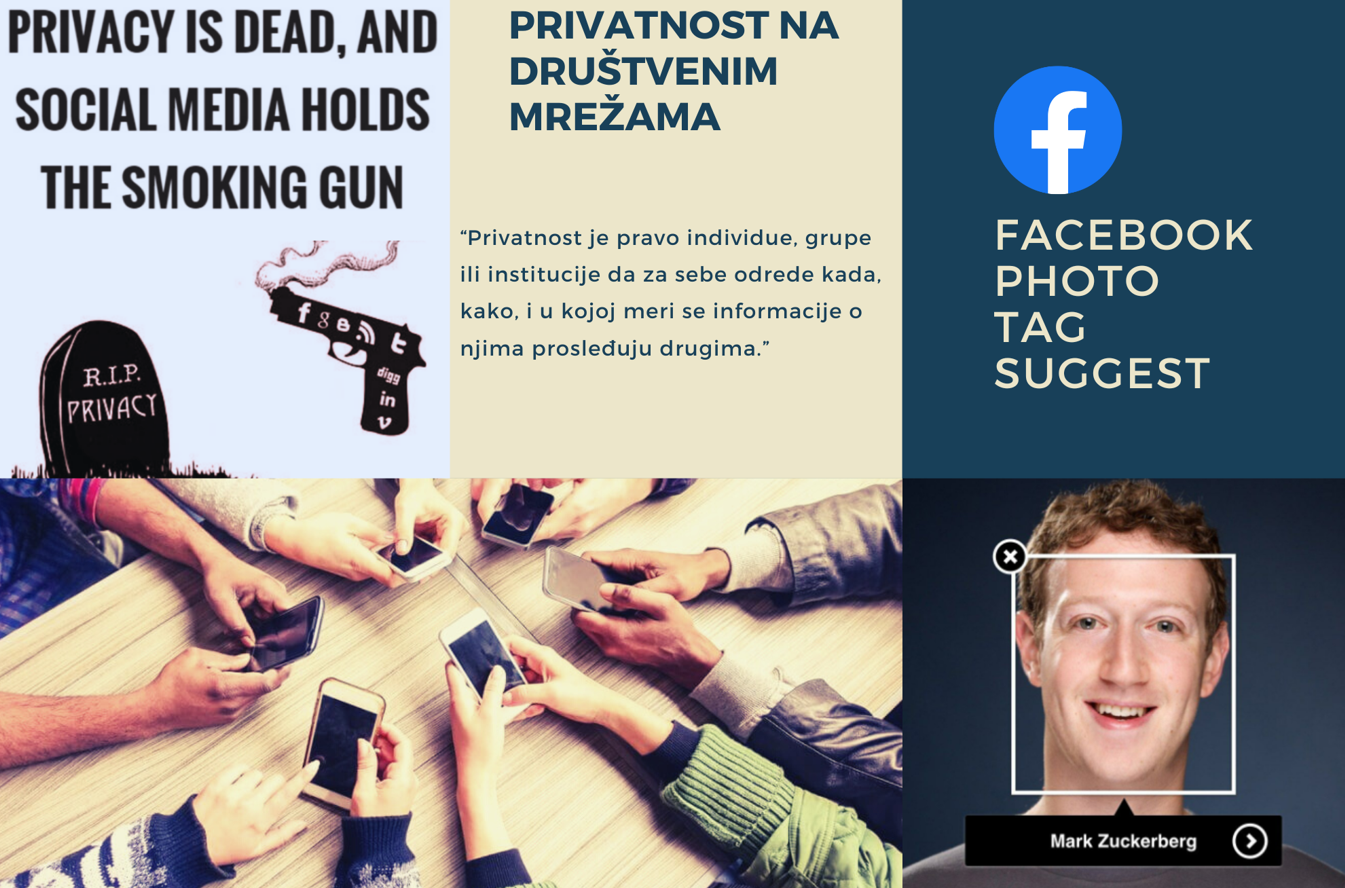 PRIVACY IS DEAD, AND
SOCIAL MEDIA HOLDS
THE SMOKING GUN
f g B t
digg
in
v
R.I.P.
PRIVACY
PRIVATNOST NA
DRUŠTVENIM
MREŽAMA
“Privatnost je pravo individue, grupe
ili institucije da za sebe odrede kada,
kako, i u kojoj meri se informacije o
njima prosleđuju drugima.”
f
FACEBOOK
PHOTO
TAG
SUGGEST
Mark Zuckerberg